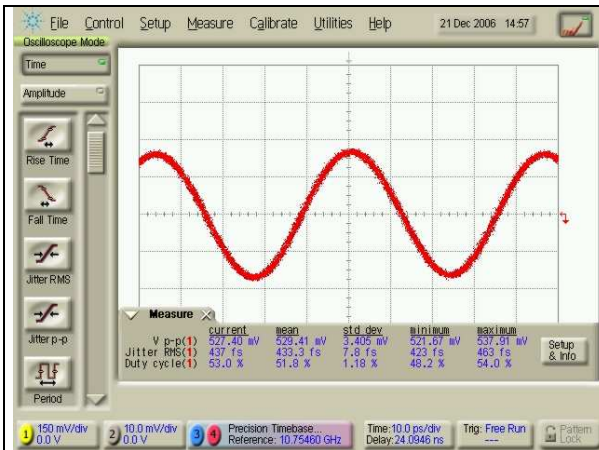 File Control Setup Measure Calibrate Utilities Help 21 Dec 2006 14:57
Oscilloscope Mode
Time
Amplitude
Rise Time
Fall Time
Jitter RMS
Jitter p-p
Period
Measure
current mean std dev minimum maximum
V p-p(1) 527.40 mV 529.41 mV 3.405 mV 521.67 mV 537.91 mV
Jitter RMS(1) 437 fs 433.3 fs 7.8 fs 423 fs 463 fs
Duty cycle(1) 53.0 % 51.8 % 1.18 % 48.2 % 54.0 %
Setup
& Info
1 150 mV/div
0.0 V
2 10.0 mV/div
0.0 V
3 4 Precision Timebase...
Reference: 10.75460 GHz
Time:10.0 ps/div
Delay:24.0946 ns
Trig: Free Run
---
Pattern
Lock